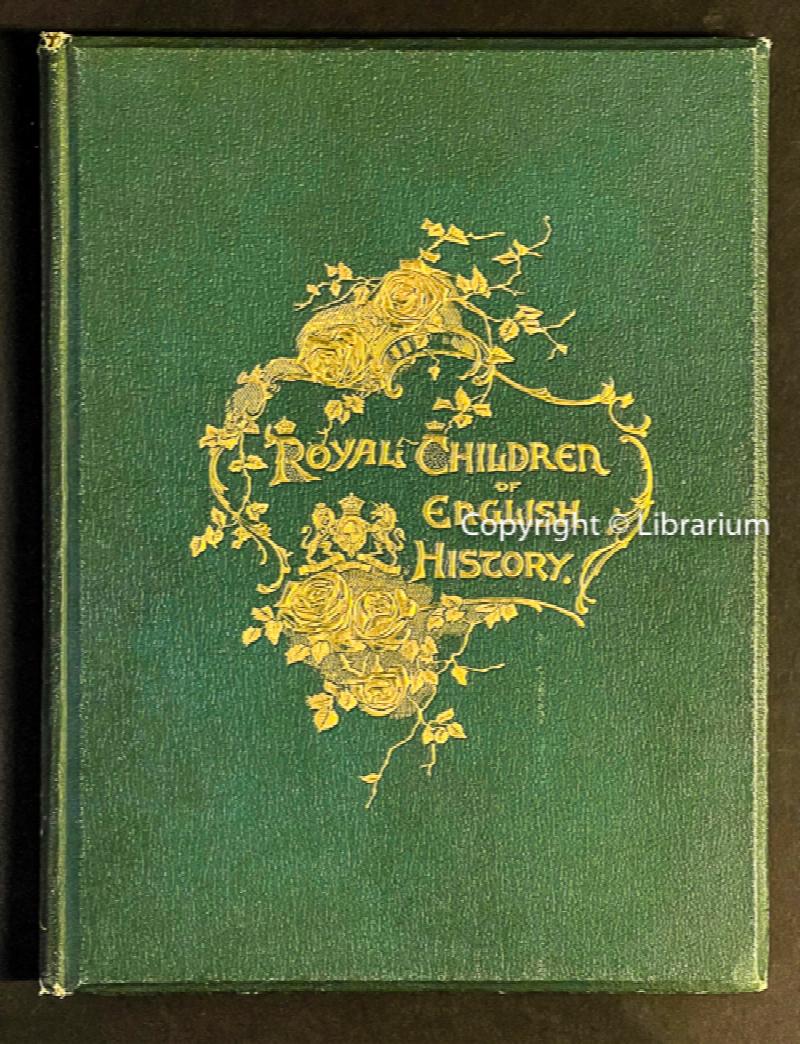 ROYAL CHILDREN
OF
ENGLISH
HISTORY.
Copyright © Librarium